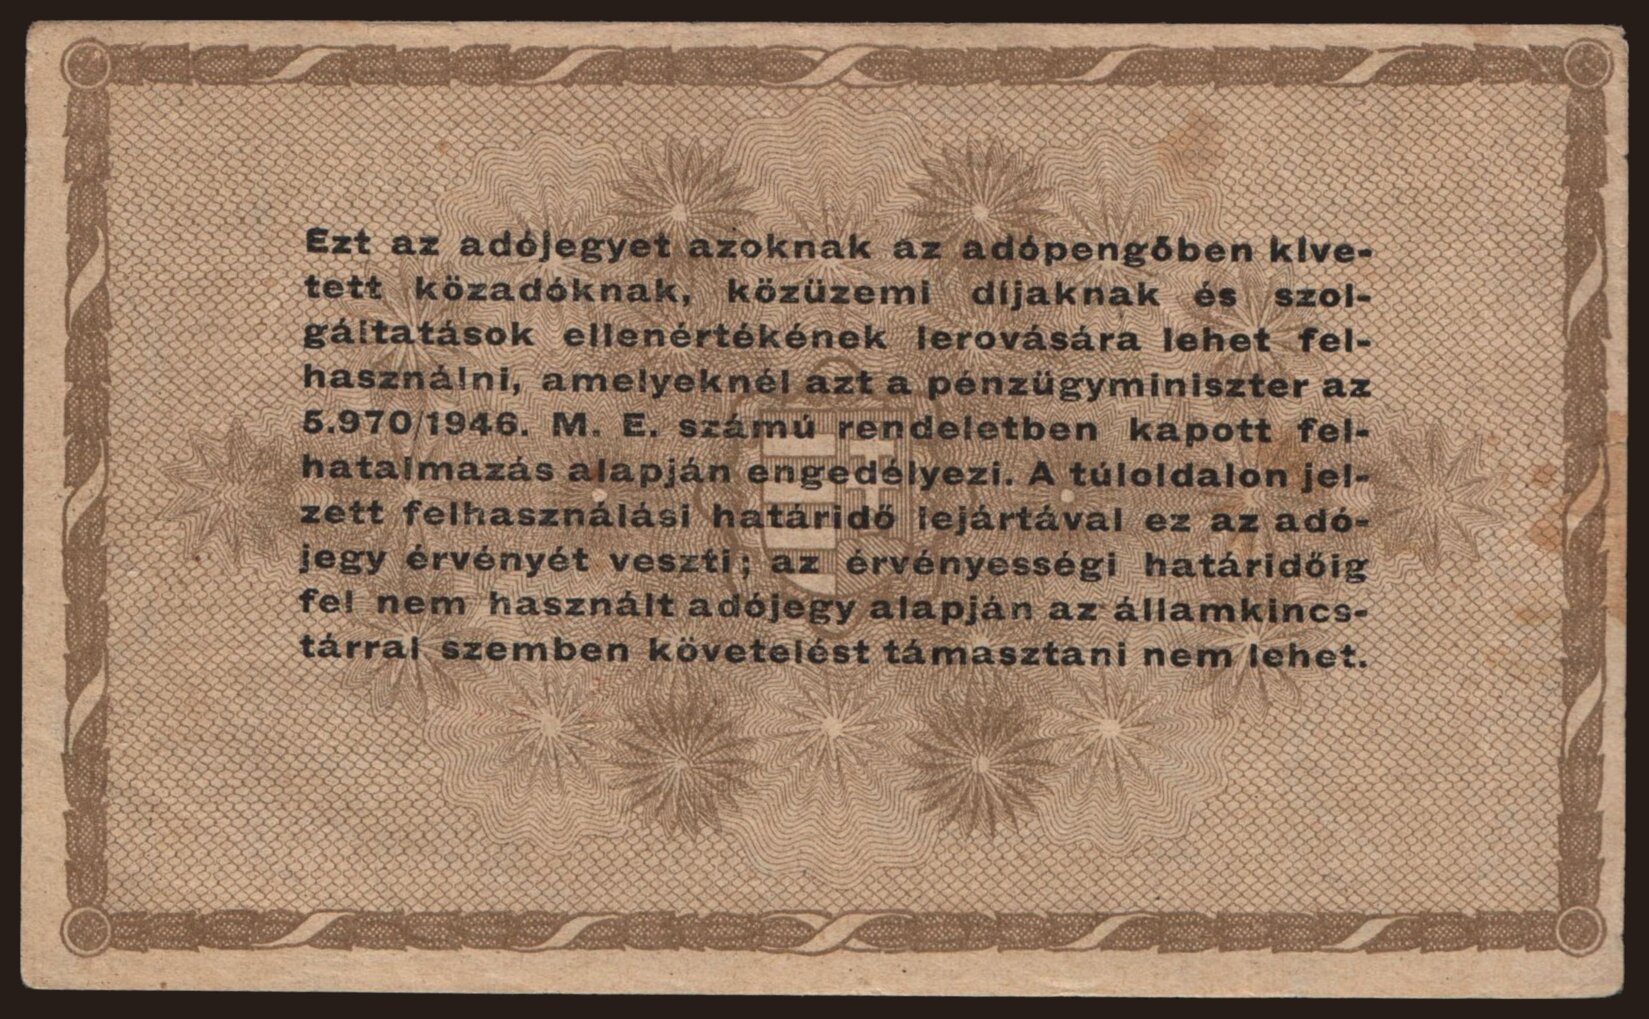 Ezt az adójegyet azoknak az adópengőben kive-
tett közadóknak, közüzemi díjaknak és szol-
gáltatások ellenértékének lerovására lehet fel-
használni, amelyeknél azt a pénzügyminiszter az
5.970/1946. M. E. számú rendeletben kapott fel-
hatalmazás alapján engedélyezi. A túloldalon jel-
zett felhasználási határidő lejártával ez az adó-
jegy érvényét veszti; az érvényességi határidőig
fel nem használt adójegy alapján az államkincs-
tárral szemben követelést támasztani nem lehet.